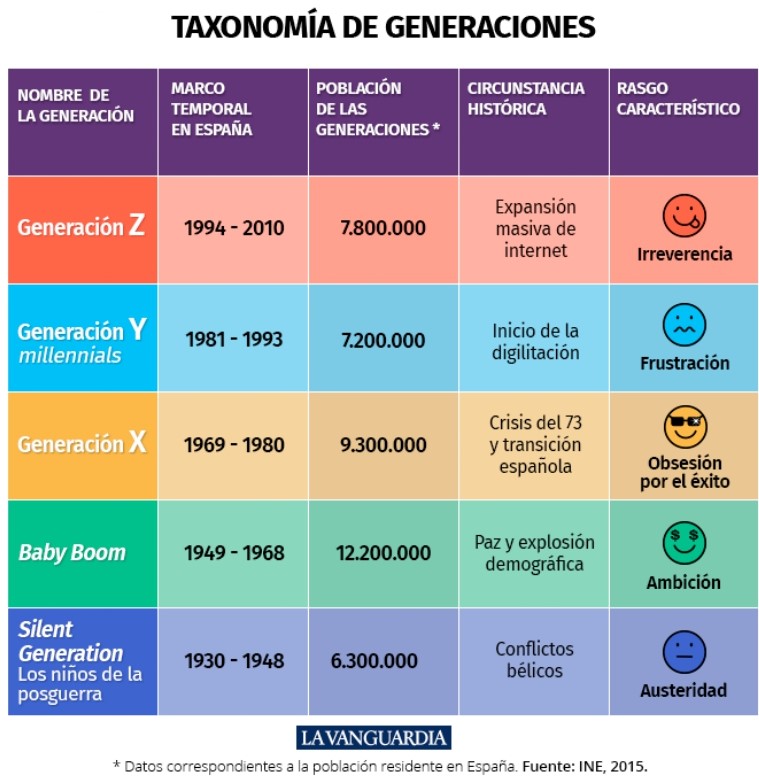 TAXONOMÍA DE GENERACIONES
NOMBRE DE
LA GENERACIÓN
MARCO
TEMPORAL
EN ESPAÑA
POBLACIÓN
DE LAS
GENERACIONES *
CIRCUNSTANCIA
HISTÓRICA
RASGO
CARACTERÍSTICO
Generación Z
1994 - 2010
7.800.000
Expansión
masiva de
internet
Irreverencia
Generación Y
millennials
1981 - 1993
7.200.000
Inicio de la
digilitación
Frustración
Generación X
1969 - 1980
9.300.000
Crisis del 73
y transición
española
Obsesión
por el éxito
Baby Boom
1949 - 1968
12.200.000
Paz y explosión
demográfica
$ $
Ambición
Silent
Generation
Los niños de la
posguerra
1930 - 1948
6.300.000
Conflictos
bélicos
Austeridad
LA VANGUARDIA
* Datos correspondientes a la población residente en España. Fuente: INE, 2015.